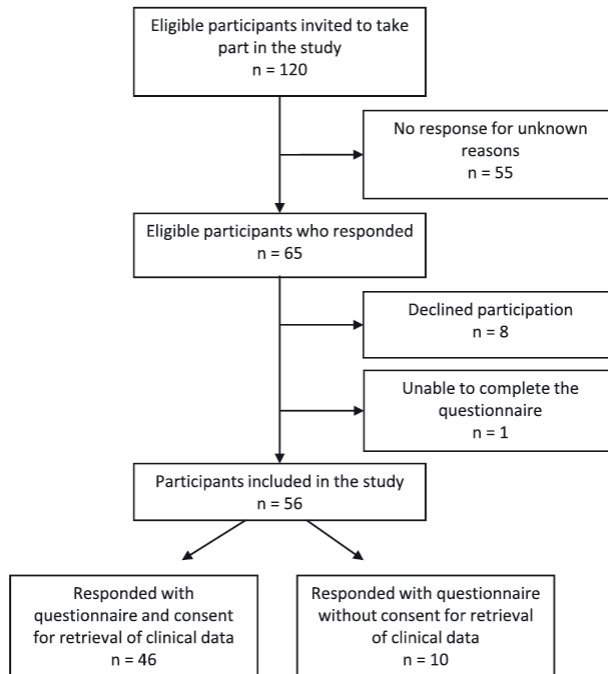 Eligible participants invited to take
part in the study
n = 120
No response for unknown
reasons
n = 55
Eligible participants who responded
n = 65
Declined participation
n = 8
Unable to complete the
questionnaire
n = 1
Participants included in the study
n = 56
Responded with
questionnaire and consent
for retrieval of clinical data
n = 46
Responded with questionnaire
without consent for retrieval
of clinical data
n = 10